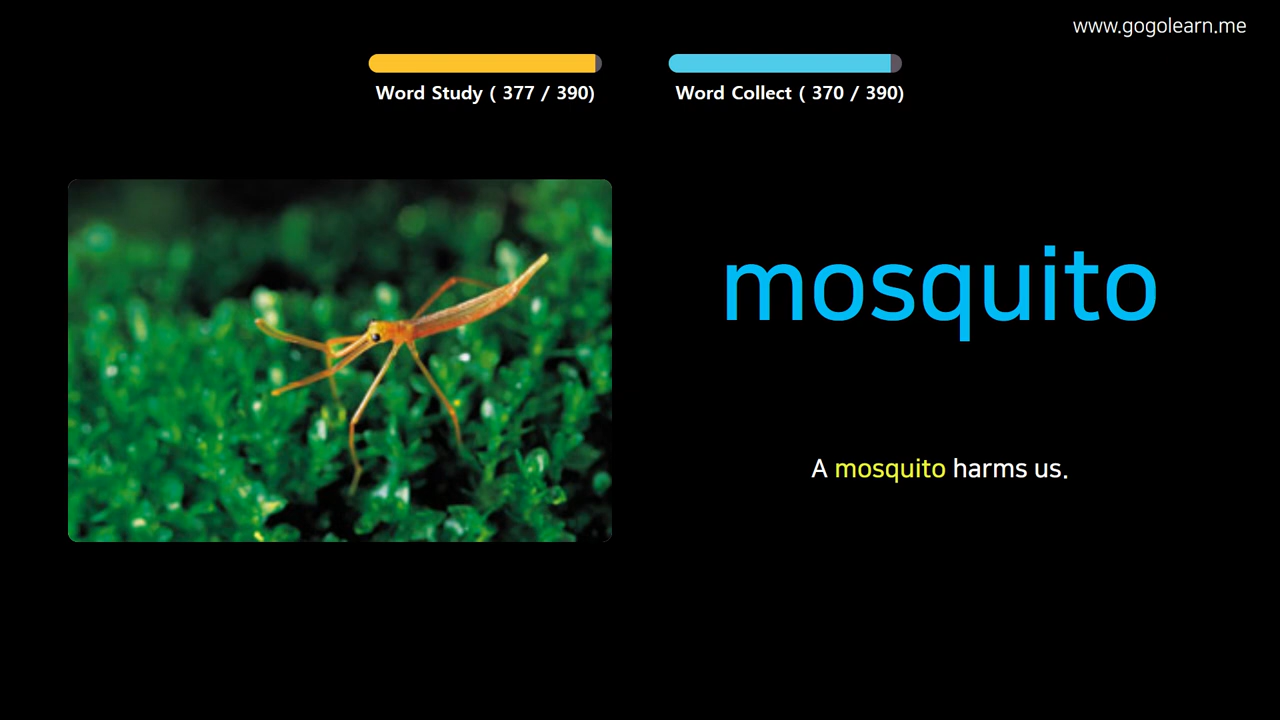 www.gogolearn.me
Word Study ( 377 / 390)
Word Collect ( 370 / 390)
mosquito
A mosquito harms us.